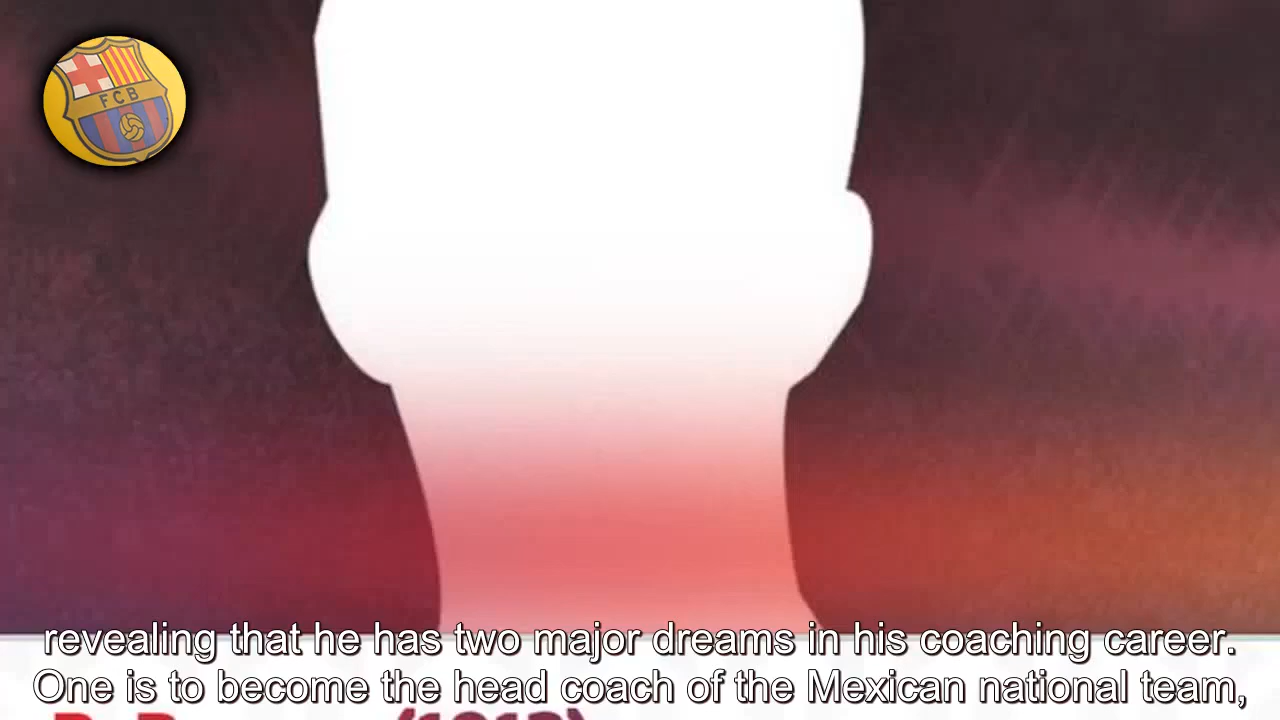 FCB
revealing that he has two major dreams in his coaching career.
One is to become the head coach of the Mexican national team,